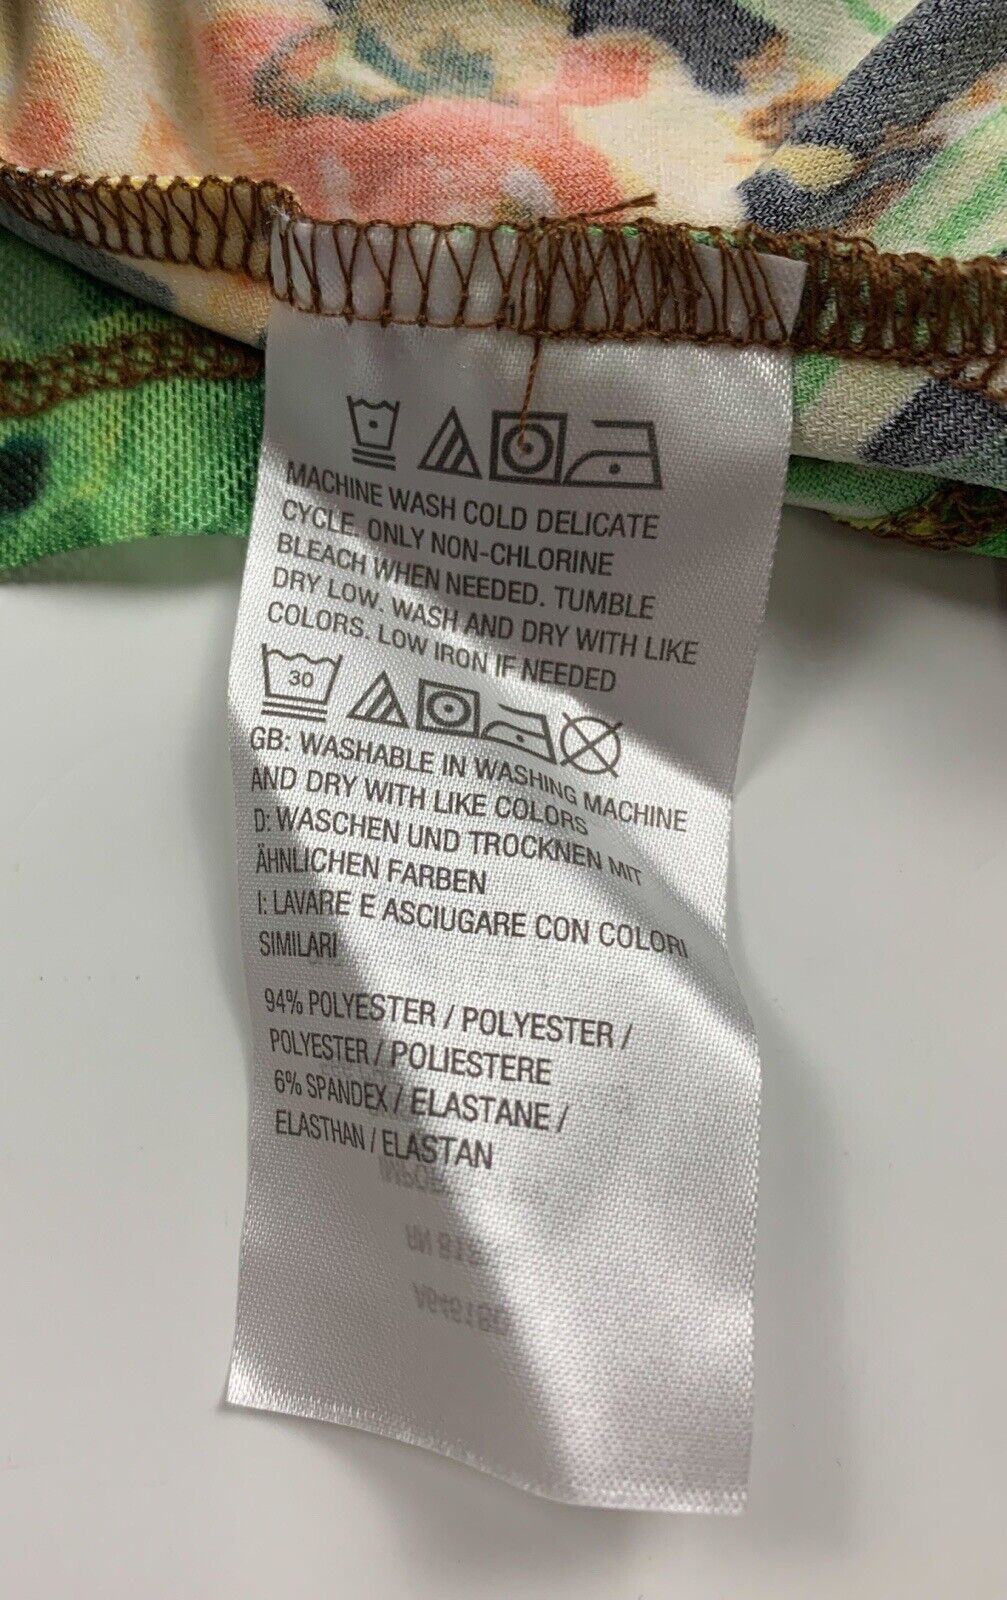 MACHINE WASH COLD DELICATE
CYCLE. ONLY NON-CHLORINE
BLEACH WHEN NEEDED. TUMBLE
DRY LOW. WASH AND DRY WITH LIKE
COLORS. LOW IRON IF NEEDED
30
GB: WASHABLE IN WASHING MACHINE
AND DRY WITH LIKE COLORS
D: WASCHEN UND TROCKNEN MIT
ÄHNLICHEN FARBEN
I: LAVARE E ASCIUGARE CON COLORI
SIMILARI
94% POLYESTER / POLYESTER /
POLYESTER / POLIESTERE
6% SPANDEX / ELASTANE /
ELASTHAN / ELASTAN